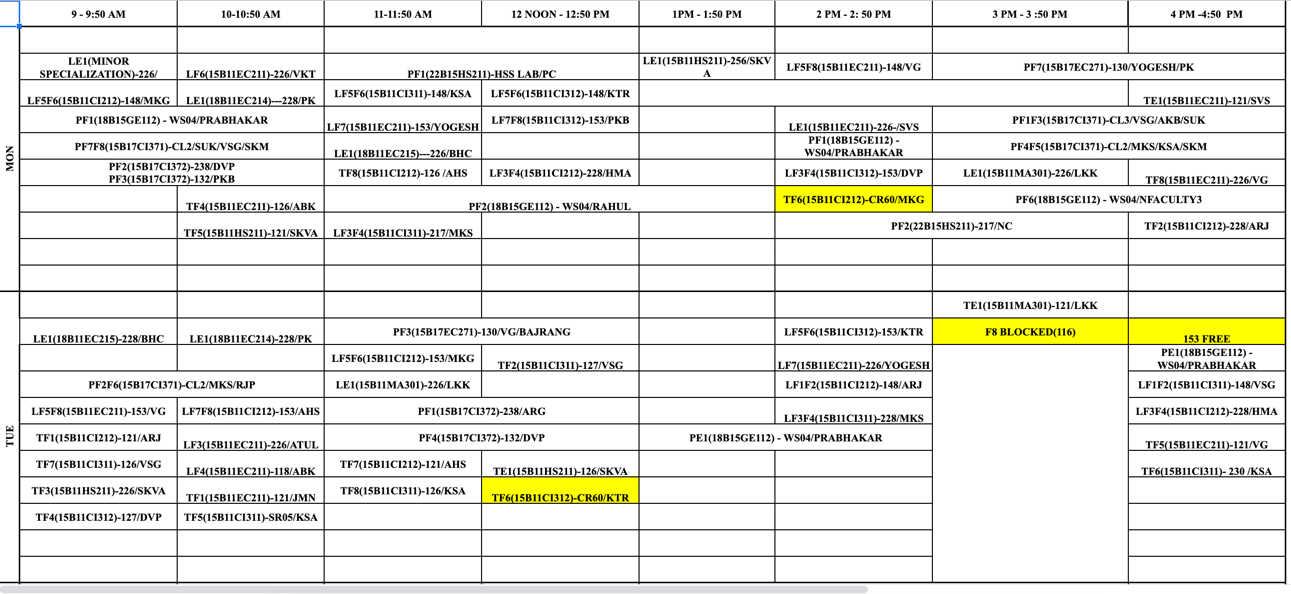 9 - 9:50 AM 10-10:50 AM 11-11:50 AM 12 NOON - 12:50 PM 1PM - 1:50 PM 2 PM - 2: 50 PM 3 PM - 3 :50 PM 4 PM -4:50 PM
MON
LE1(MINOR
SPECIALIZATION)-226/ LF6(15B11EC211)-226/VKT PF1(22B15HS211)-HSS LAB/PC LE1(15B11HS211)-256/SKV
A LF5F8(15B11EC211)-148/VG PF7(15B17EC271)-130/YOGESH/PK
LF5F6(15B11CI212)-148/MKG LE1(18B11EC214)---228/PK LF5F6(15B11CI311)-148/KSA LF5F6(15B11CI312)-148/KTR TE1(15B11EC211)-121/SVS
PF1(18B15GE112) - WS04/PRABHAKAR LF7(15B11EC211)-153/YOGESH LF7F8(15B11CI312)-153/PKB LE1(15B11EC211)-226-/SVS PF1F3(15B17CI371)-CL3/VSG/AKB/SUK
PF7F8(15B17CI371)-CL2/SUK/VSG/SKM LE1(18B11EC215)---226/BHC PF1(18B15GE112) -
WS04/PRABHAKAR PF4F5(15B17CI371)-CL2/MKS/KSA/SKM
PF2(15B17CI372)-238/DVP
PF3(15B17CI372)-132/PKB TF8(15B11CI212)-126 /AHS LF3F4(15B11CI212)-228/HMA LF3F4(15B11CI312)-153/DVP LE1(15B11MA301)-226/LKK TF8(15B11EC211)-226/VG
TF4(15B11EC211)-126/ABK PF2(18B15GE112) - WS04/RAHUL TF6(15B11CI212)-CR60/MKG PF6(18B15GE112) - WS04/NFACULTY3
TF5(15B11HS211)-121/SKVA LF3F4(15B11CI311)-217/MKS PF2(22B15HS211)-217/NC TF2(15B11CI212)-228/ARJ
TUE
TE1(15B11MA301)-121/LKK
LE1(18B11EC215)-228/BHC LE1(18B11EC214)-228/PK PF3(15B17EC271)-130/VG/BAJRANG LF5F6(15B11CI312)-153/KTR F8 BLOCKED(116) 153 FREE
LF5F6(15B11CI212)-153/MKG TF2(15B11CI311)-127/VSG LF7(15B11EC211)-226/YOGESH PE1(18B15GE112) -
WS04/PRABHAKAR
PF2F6(15B17CI371)-CL2/MKS/RJP LE1(15B11MA301)-226/LKK LF1F2(15B11CI212)-148/ARJ LF1F2(15B11CI311)-148/VSG
LF5F8(15B11EC211)-153/VG LF7F8(15B11CI212)-153/AHS PF1(15B17CI372)-238/ARG LF3F4(15B11CI311)-228/MKS LF3F4(15B11CI212)-228/HMA
TF1(15B11CI212)-121/ARJ LF3(15B11EC211)-226/ATUL PF4(15B17CI372)-132/DVP PE1(18B15GE112) - WS04/PRABHAKAR TF5(15B11EC211)-121/VG
TF7(15B11CI311)-126/VSG LF4(15B11EC211)-118/ABK TF7(15B11CI212)-121/AHS TE1(15B11HS211)-126/SKVA TF6(15B11CI311)- 230 /KSA
TF3(15B11HS211)-226/SKVA TF1(15B11EC211)-121/JMN TF8(15B11CI311)-126/KSA TF6(15B11CI312)-CR60/KTR
TF4(15B11CI312)-127/DVP TF5(15B11CI311)-SR05/KSA